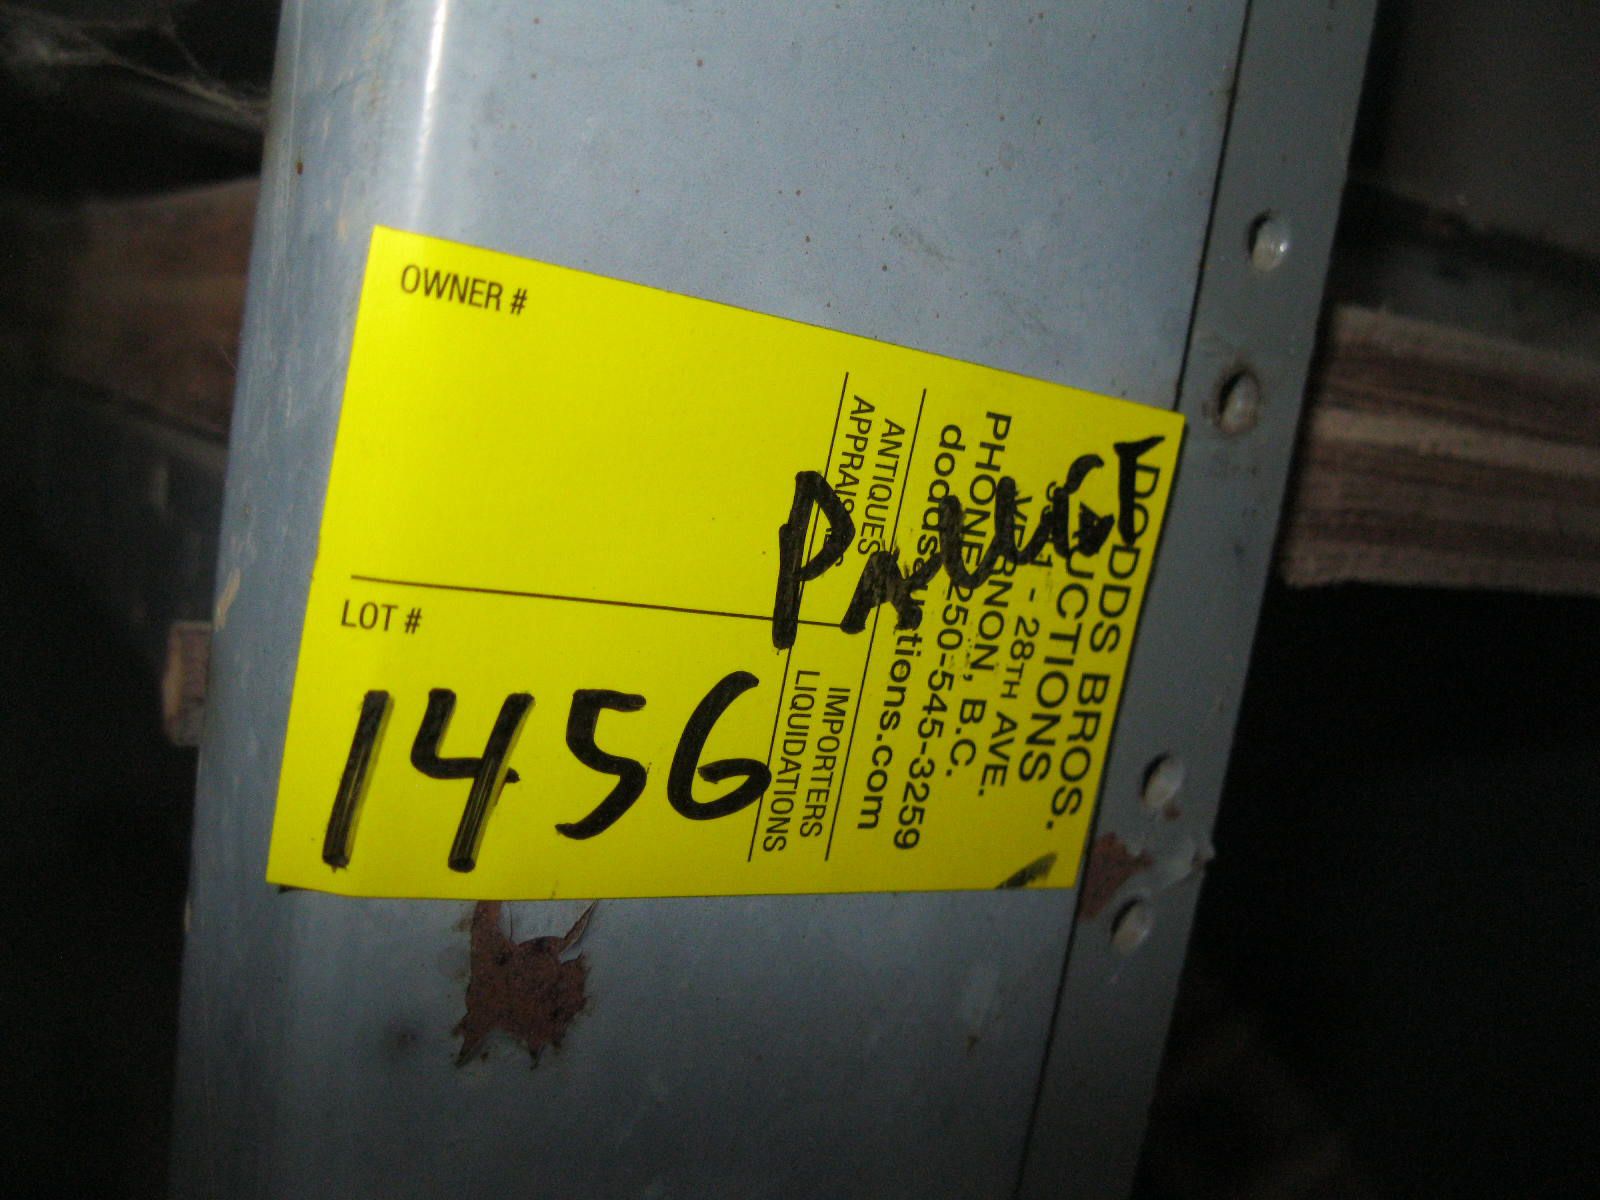 OWNER #
LOT #
1456
DODDS BROS.
AUCTIONS
28TH AVE.
VERNON, B.C.
PHONE 250-545-3259
doddsauctions.com
ANTIQUES IMPORTERS
APPRAISALS LIQUIDATIONS